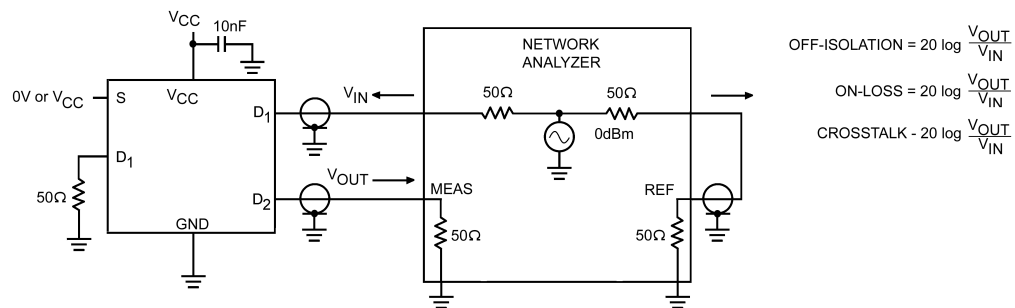 VCC
10nF
0V or VCC
S
VCC
D1
D1
50Ω
D2
GND
VIN
VOUT
NETWORK
ANALYZER
50Ω
50Ω
0dBm
MEAS
REF
50Ω
50Ω
OFF-ISOLATION = 20 log VOUT
VIN
ON-LOSS = 20 log VOUT
VIN
CROSSTALK - 20 log VOUT
VIN